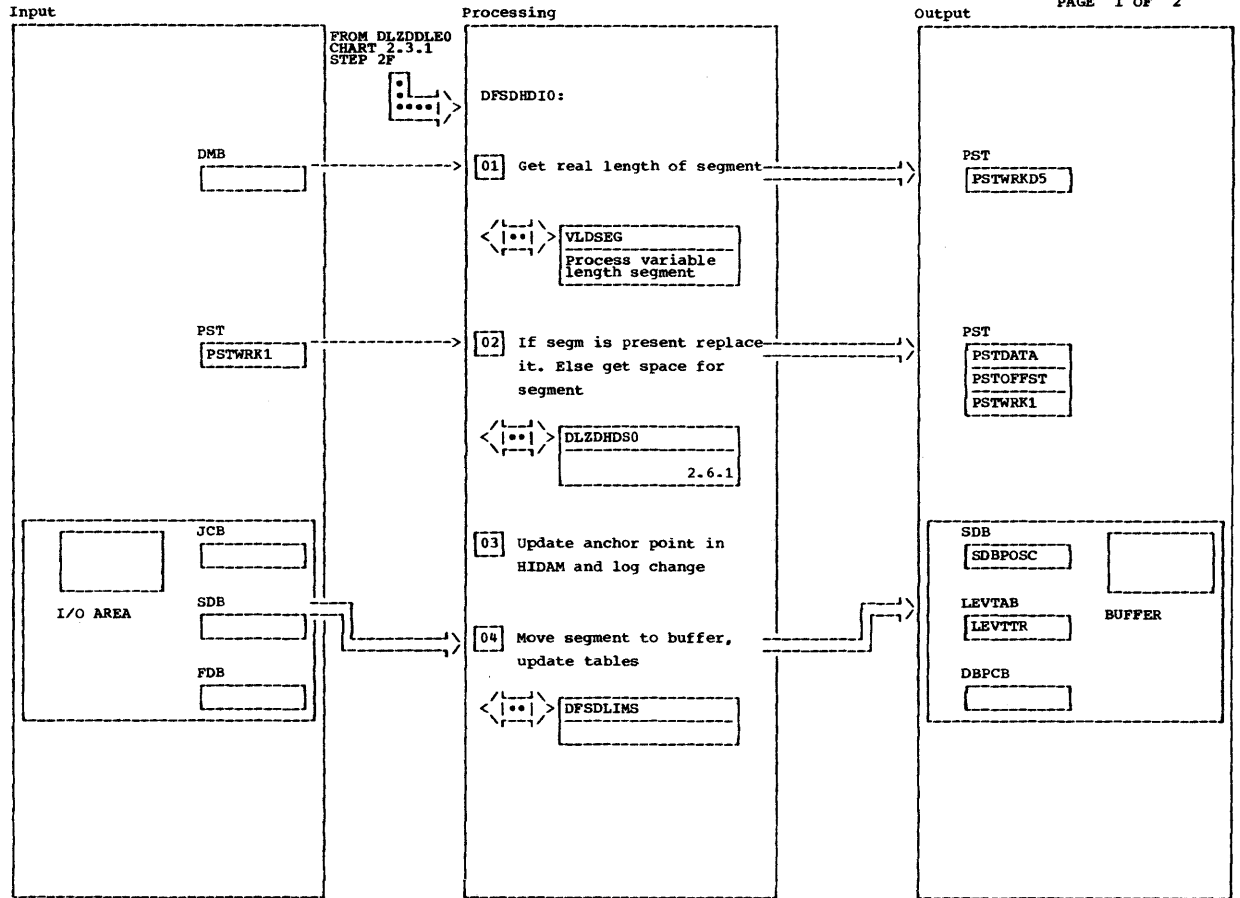 PAGE 1 OF 2
Input
Processing
Output
FROM DLZDDLE0
CHART 2.3.1
STEP 2F
DFSDHDI0:
DMB
01 Get real length of segment
PST
PSTWRKD5
VLDSEG
Process variable
length segment
PST
PSTWRK1
02 If segm is present replace
it. Else get space for
segment
PST
PSTDATA
PSTOFFST
PSTWRK1
DLZDHDS0
2.6.1
JCB
03 Update anchor point in
HIDAM and log change
SDB
SDBPOSC
I/O AREA
SDB
LEVTAB
LEVTTR
BUFFER
04 Move segment to buffer,
update tables
FDB
DBPCB
DFSDLIMS